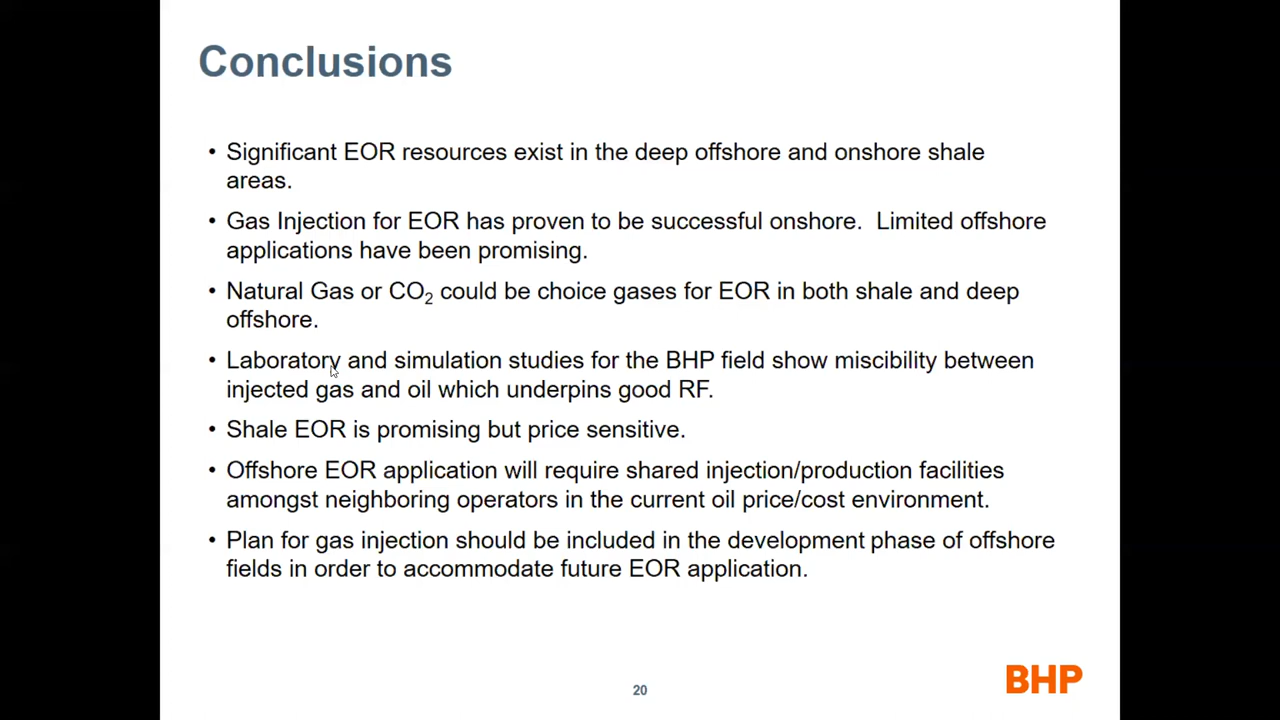 Conclusions
• Significant EOR resources exist in the deep offshore and onshore shale
areas.
• Gas Injection for EOR has proven to be successful onshore.  Limited offshore
applications have been promising.
• Natural Gas or CO₂ could be choice gases for EOR in both shale and deep
offshore.
• Laboratory and simulation studies for the BHP field show miscibility between
injected gas and oil which underpins good RF.
• Shale EOR is promising but price sensitive.
• Offshore EOR application will require shared injection/production facilities
amongst neighboring operators in the current oil price/cost environment.
• Plan for gas injection should be included in the development phase of offshore
fields in order to accommodate future EOR application.
20
BHP